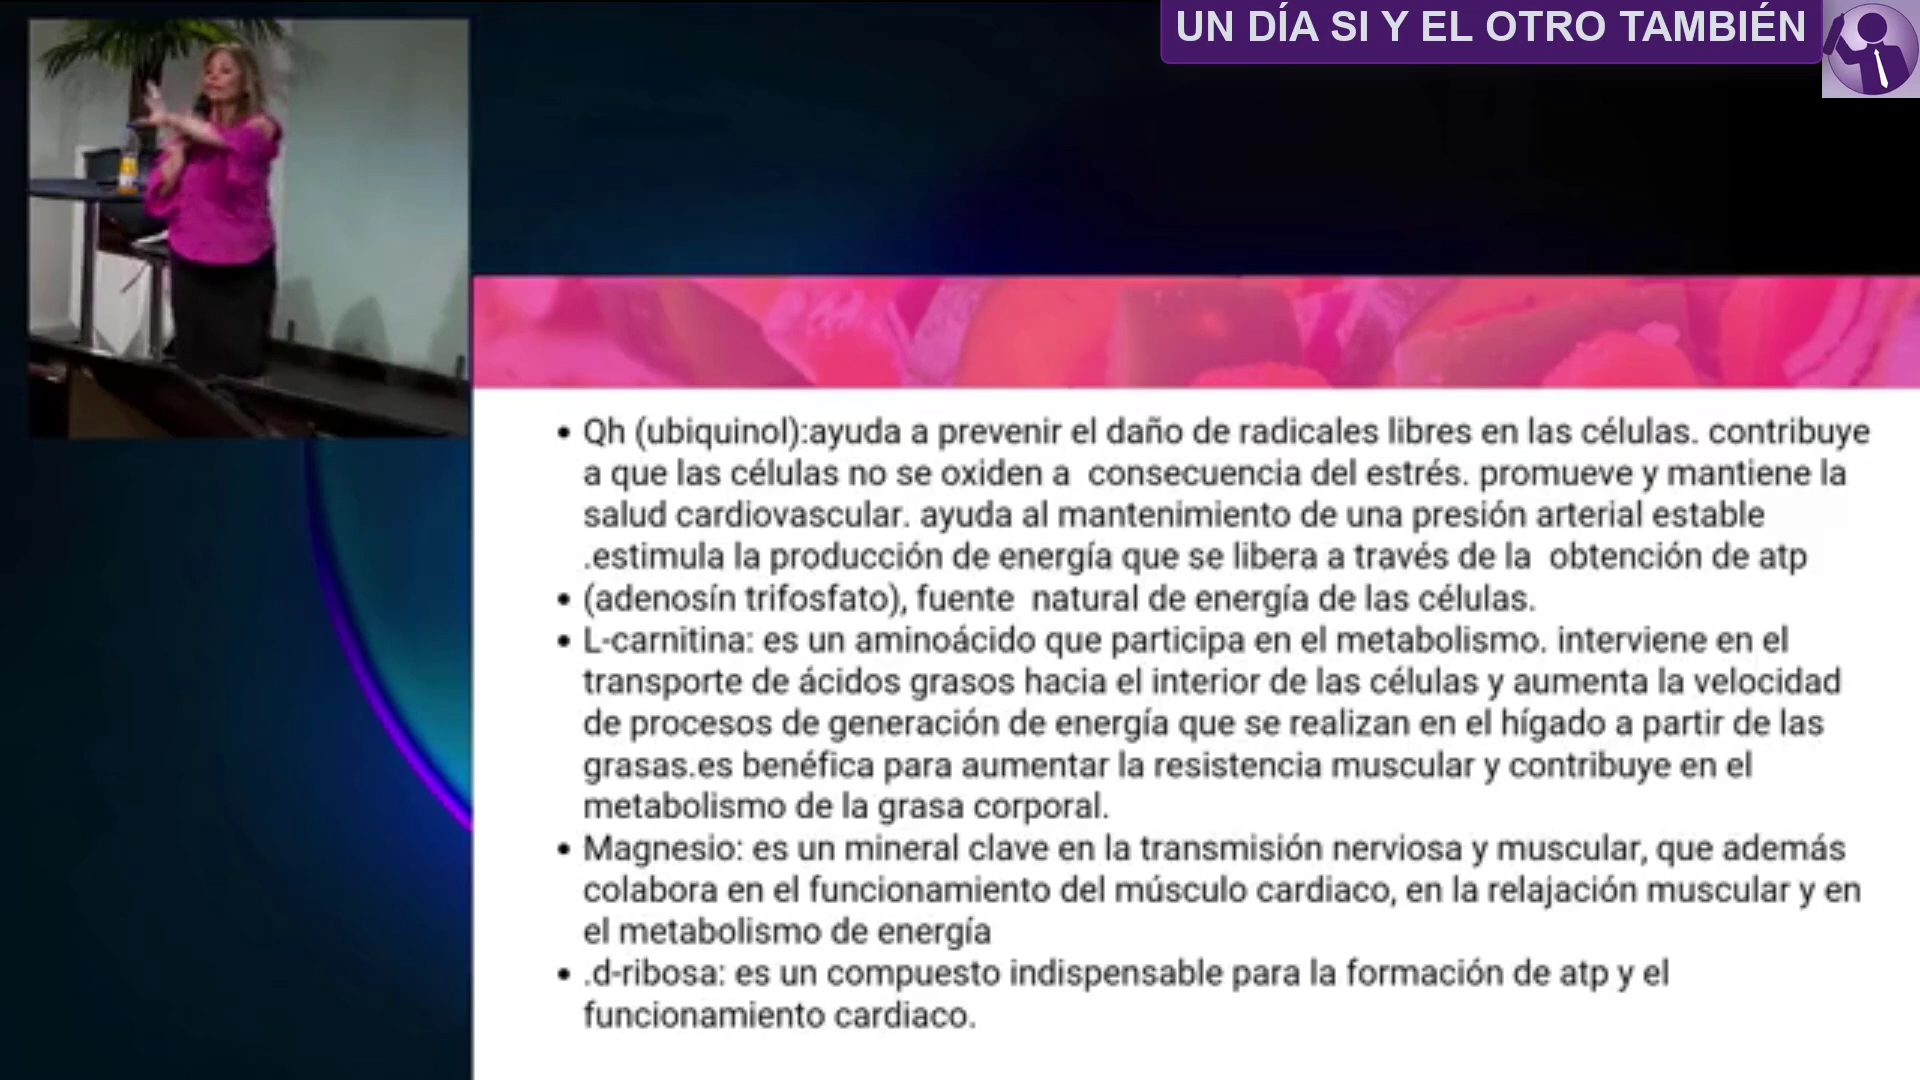 UN DÍA SI Y EL OTRO TAMBIÉN
• Qh (ubiquinol):ayuda a prevenir el daño de radicales libres en las células. contribuye
a que las células no se oxiden a  consecuencia del estrés. promueve y mantiene la
salud cardiovascular. ayuda al mantenimiento de una presión arterial estable
.estimula la producción de energía que se libera a través de la  obtención de atp
• (adenosín trifosfato), fuente  natural de energía de las células.
• L-carnitina: es un aminoácido que participa en el metabolismo. interviene en el
transporte de ácidos grasos hacia el interior de las células y aumenta la velocidad
de procesos de generación de energía que se realizan en el hígado a partir de las
grasas.es benéfica para aumentar la resistencia muscular y contribuye en el
metabolismo de la grasa corporal.
• Magnesio: es un mineral clave en la transmisión nerviosa y muscular, que además
colabora en el funcionamiento del músculo cardiaco, en la relajación muscular y en
el metabolismo de energía
• .d-ribosa: es un compuesto indispensable para la formación de atp y el
funcionamiento cardiaco.